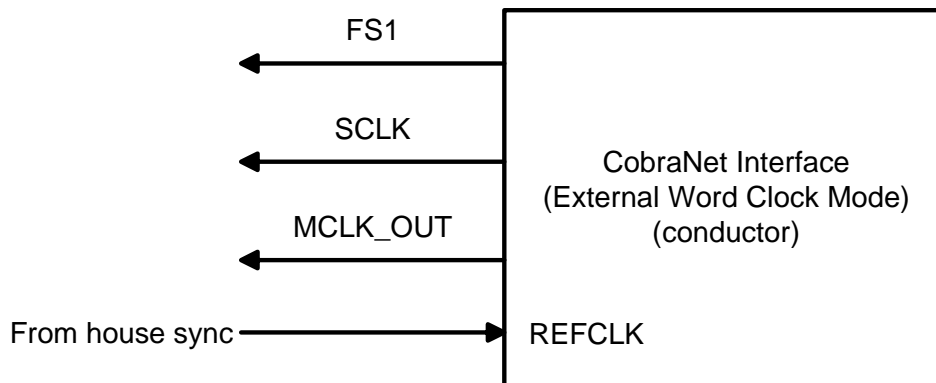 FS1
SCLK
MCLK_OUT
CobraNet Interface
(External Word Clock Mode)
(conductor)
From house sync
REFCLK